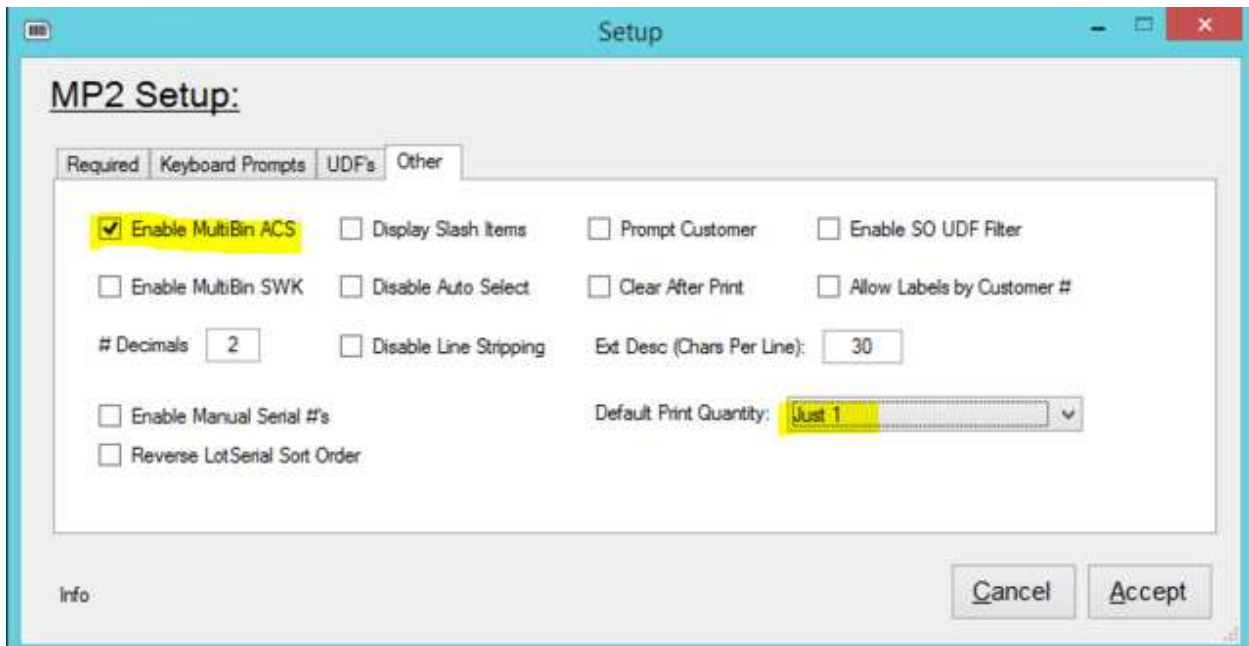 Setup
MP2 Setup:
Required Keyboard Prompts UDF's Other
Enable MultiBin ACS Display Slash Items Prompt Customer Enable SO UDF Filter
Enable MultiBin SWK Disable Auto Select Clear After Print Allow Labels by Customer #
# Decimals 2 Disable Line Stripping Ext Desc (Chars Per Line): 30
Enable Manual Serial #'s Default Print Quantity: Just 1
Reverse LotSerial Sort Order
Info Cancel Accept